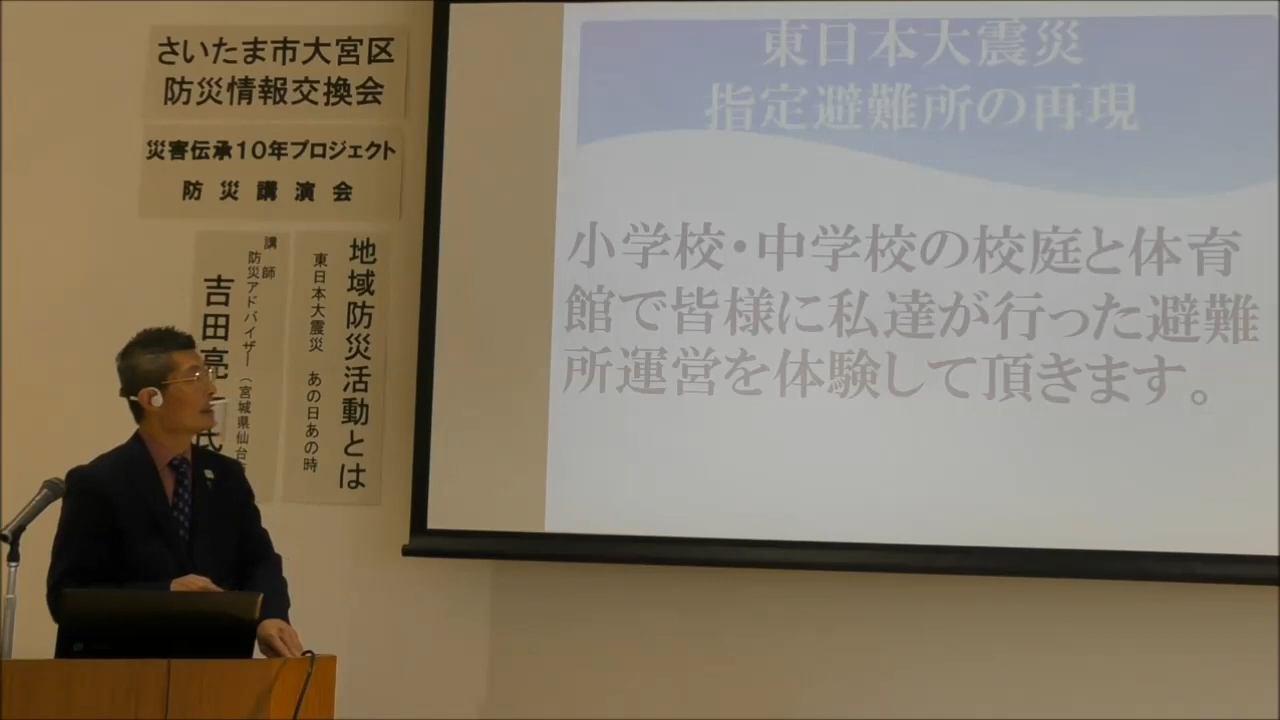 さいたま市大宮区
防災情報交換会
災害伝承10年プロジェクト
防災講演会
地域防災活動とは
東日本大震災 あの日あの時
講師
防災アドバイザー(宮城県仙台
吉田亮
氏
東日本大震災
指定避難所の再現
小学校・中学校の校庭と体育
館で皆様に私達が行った避難
所運営を体験して頂きます。